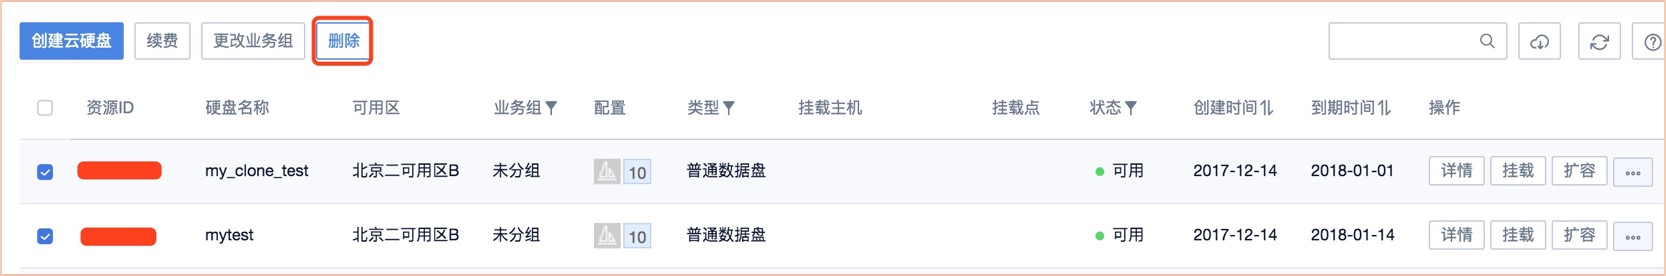 创建云硬盘 续费 更改业务组 删除
资源ID 硬盘名称 可用区 业务组 配置 类型 挂载主机 挂载点 状态 创建时间 到期时间 操作
my_clone_test 北京二可用区B 未分组 10 普通数据盘 可用 2017-12-14 2018-01-01 详情 挂载 扩容 ...
mytest 北京二可用区B 未分组 10 普通数据盘 可用 2017-12-14 2018-01-14 详情 挂载 扩容 ...